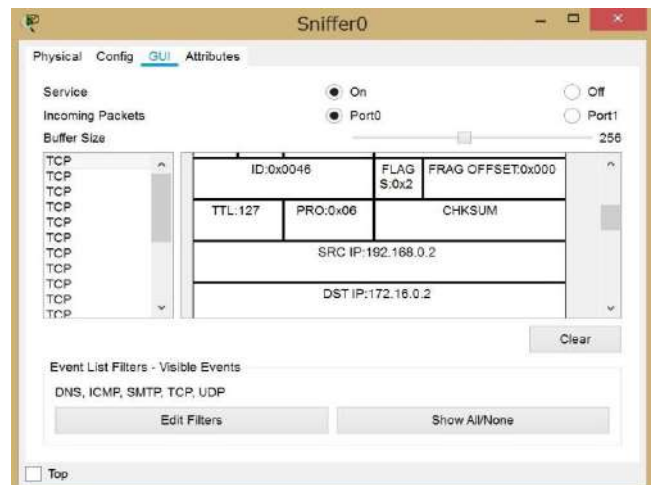 Sniffer0
Physical Config GUI Attributes
Service On Off
Incoming Packets Port0 Port1
Buffer Size 256
TCP
TCP
TCP
TCP
TCP
TCP
TCP
TCP
TCP
TCP
TCP
ID:0x0046 FLAGS:0x2 FRAG OFFSET:0x000
TTL:127 PRO:0x06 CHKSUM
SRC IP:192.168.0.2
DST IP:172.16.0.2
Clear
Event List Filters - Visible Events
DNS, ICMP, SMTP, TCP, UDP
Edit Filters Show All/None
Top